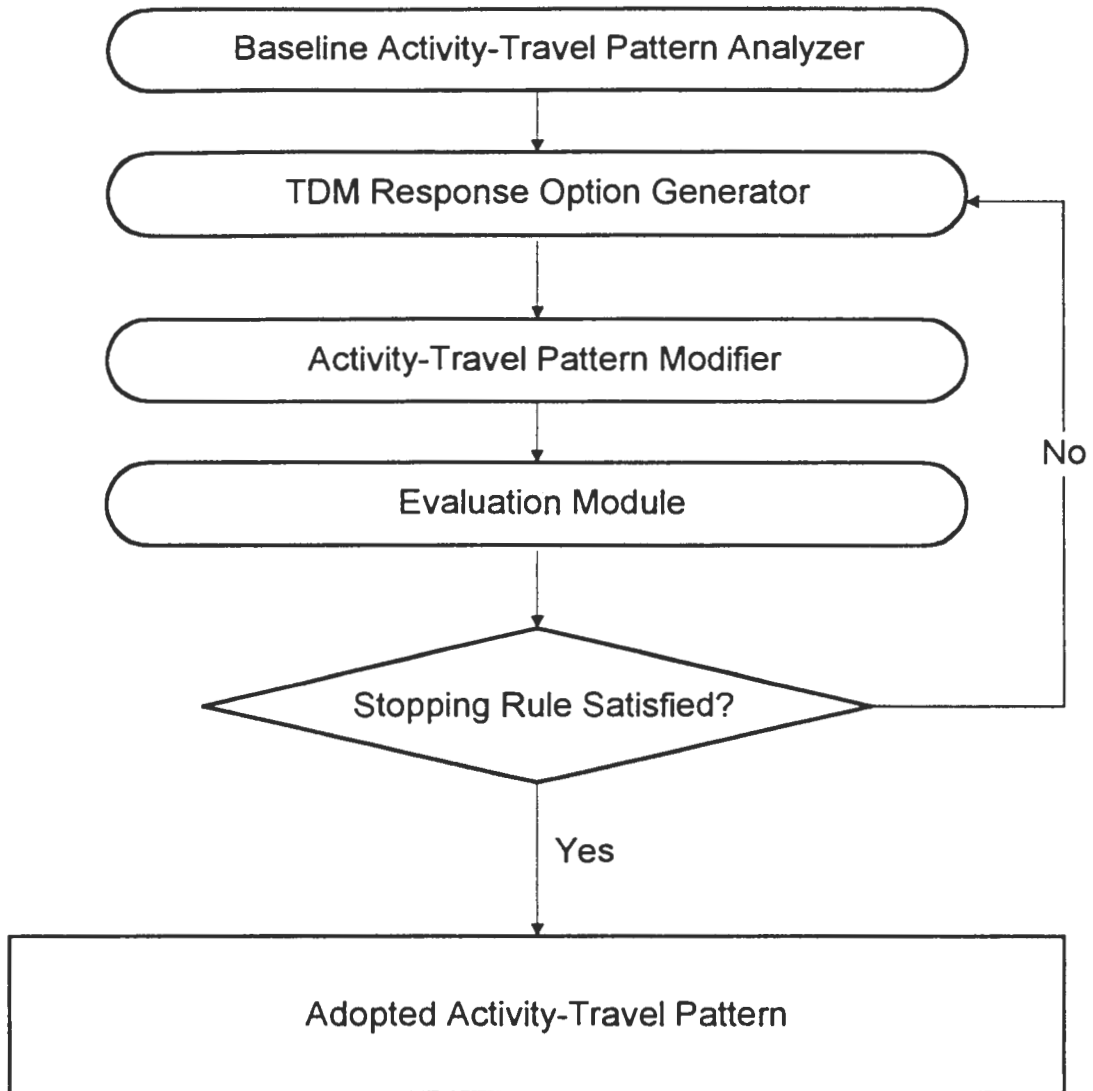 Baseline Activity-Travel Pattern Analyzer
TDM Response Option Generator
Activity-Travel Pattern Modifier
No
Evaluation Module
Stopping Rule Satisfied?
Yes
Adopted Activity-Travel Pattern